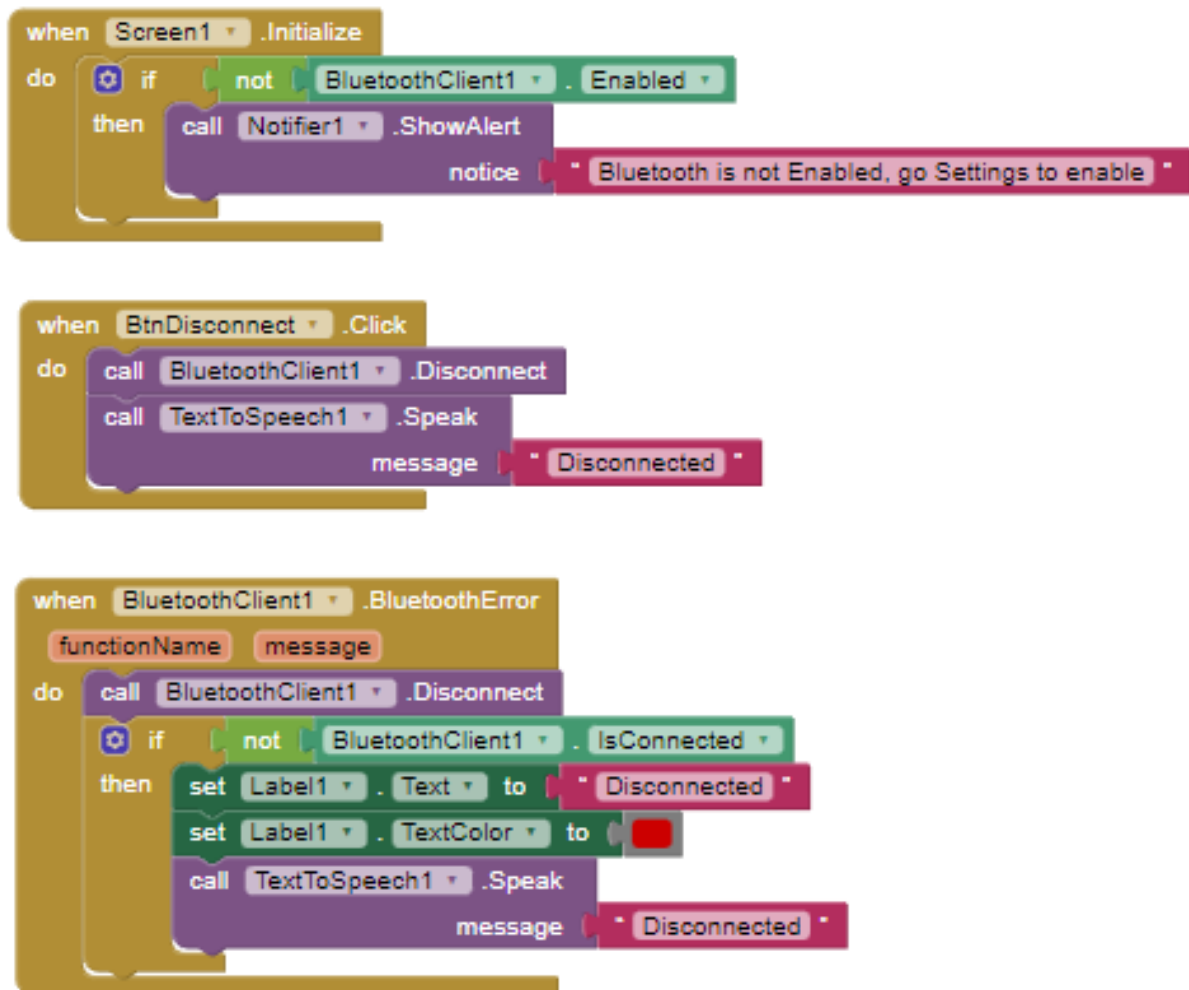 when Screen1 .Initialize
do if not BluetoothClient1 . Enabled
then call Notifier1 .ShowAlert
notice " Bluetooth is not Enabled, go Settings to enable "
when BtnDisconnect .Click
do call BluetoothClient1 .Disconnect
call TextToSpeech1 .Speak
message " Disconnected "
when BluetoothClient1 .BluetoothError
functionName message
do call BluetoothClient1 .Disconnect
if not BluetoothClient1 . IsConnected
then set Label1 . Text to " Disconnected "
set Label1 . TextColor to
call TextToSpeech1 .Speak
message " Disconnected "